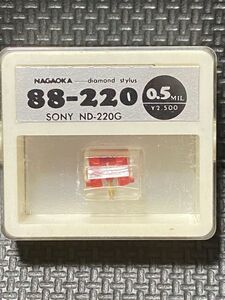 NAGAOKA diamond stylus
88-220 0.5 MIL
¥2,500
SONY ND-220G